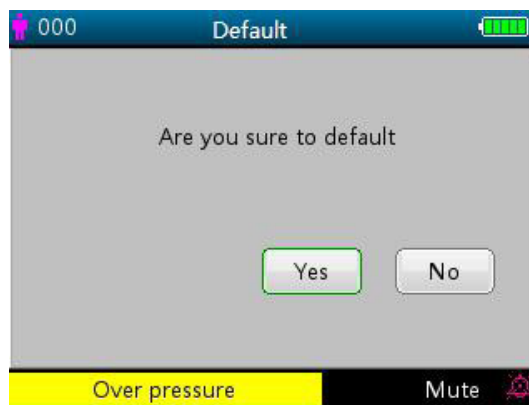 000 Default
Are you sure to default
Yes No
Over pressure Mute